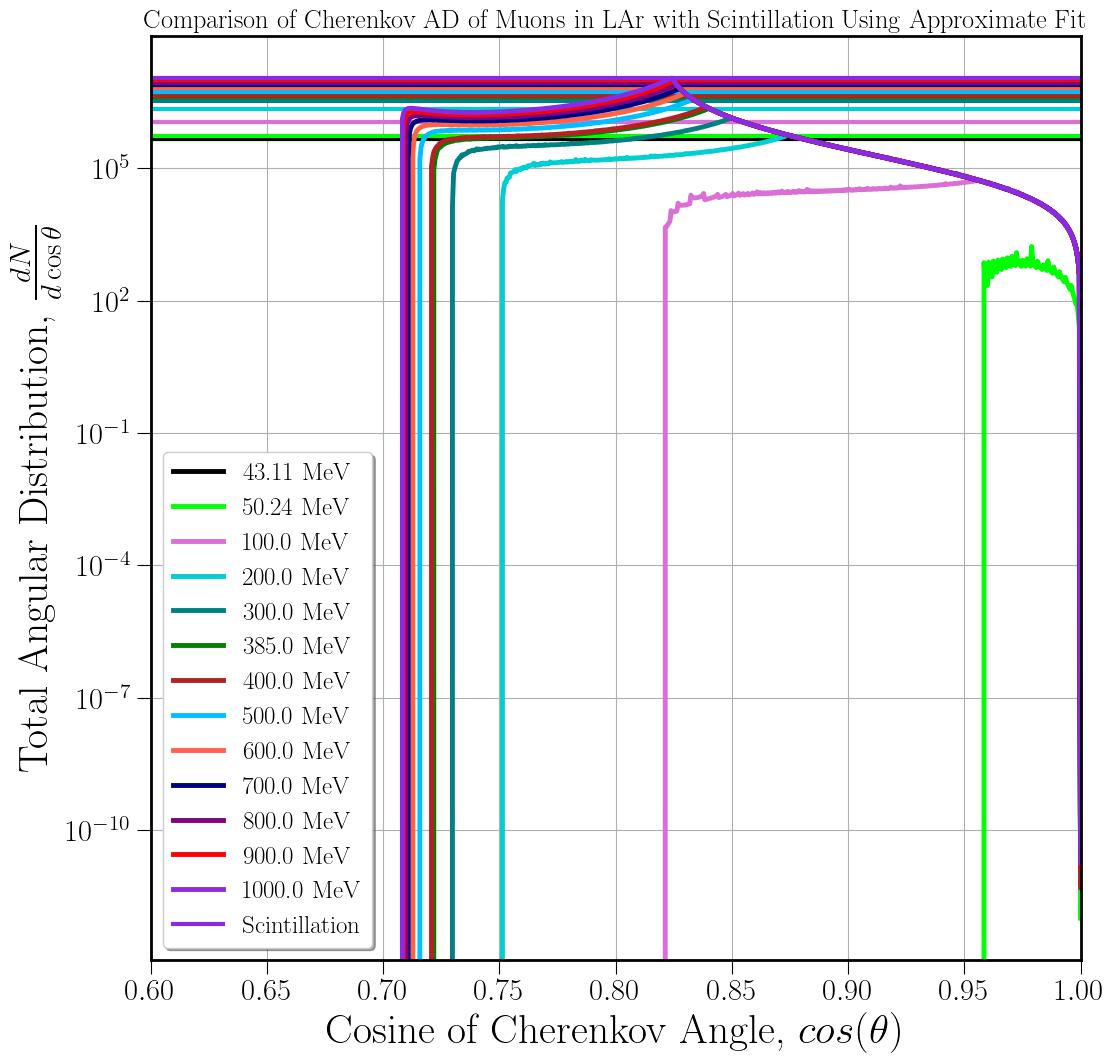 Comparison of Cherenkov AD of Muons in LAr with Scintillation Using Approximate Fit
Total Angular Distribution, dN/d cos θ
10^5
10^2
10^-1
10^-4
10^-7
10^-10
43.11 MeV
50.24 MeV
100.0 MeV
200.0 MeV
300.0 MeV
385.0 MeV
400.0 MeV
500.0 MeV
600.0 MeV
700.0 MeV
800.0 MeV
900.0 MeV
1000.0 MeV
Scintillation
0.60 0.65 0.70 0.75 0.80 0.85 0.90 0.95 1.00
Cosine of Cherenkov Angle, cos(θ)